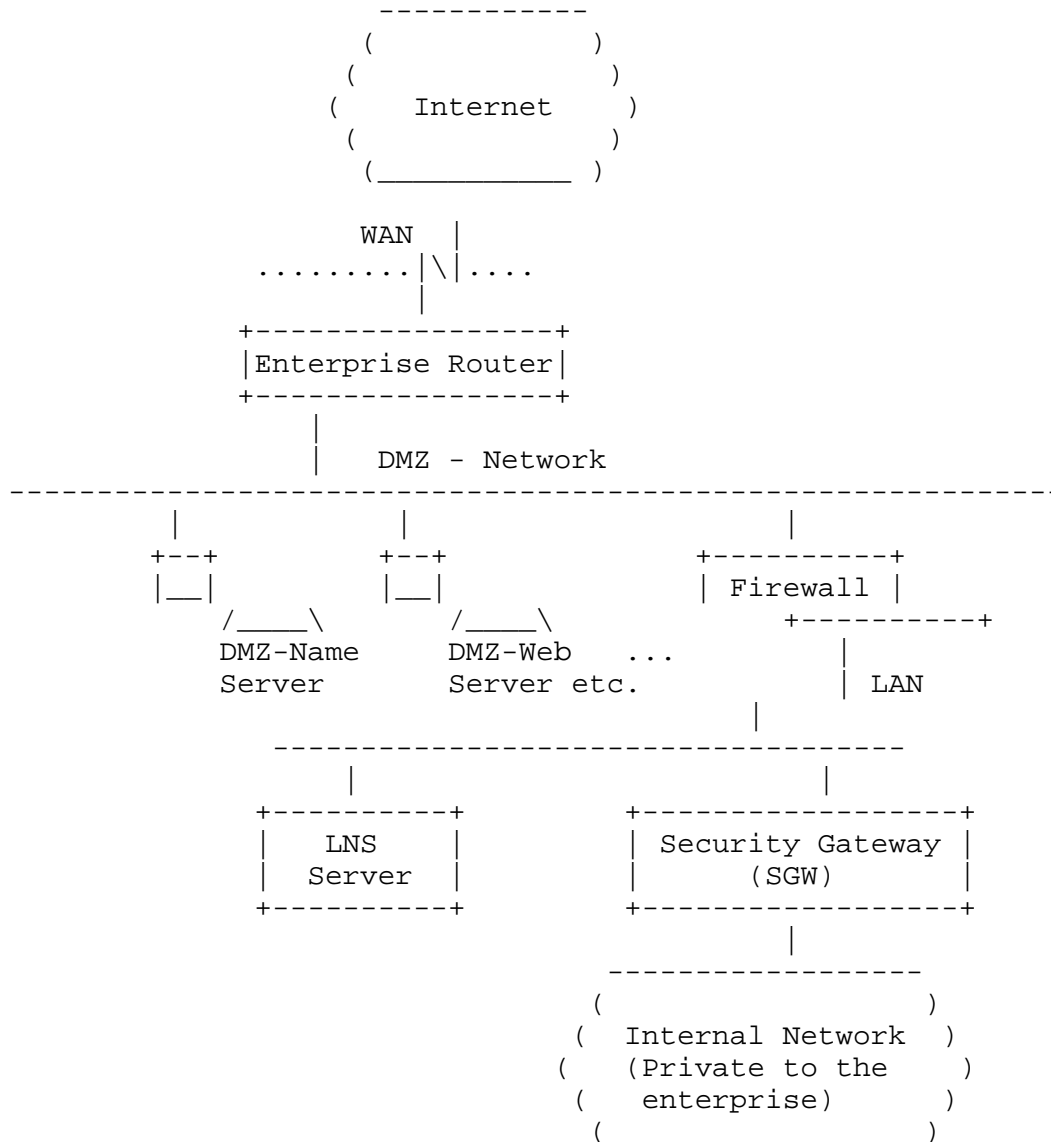 Internet
WAN
Enterprise Router
DMZ - Network
Firewall
DMZ-Name DMZ-Web ...
Server Server etc. LAN
LNS Security Gateway
Server (SGW)
Internal Network
(Private to the
enterprise)